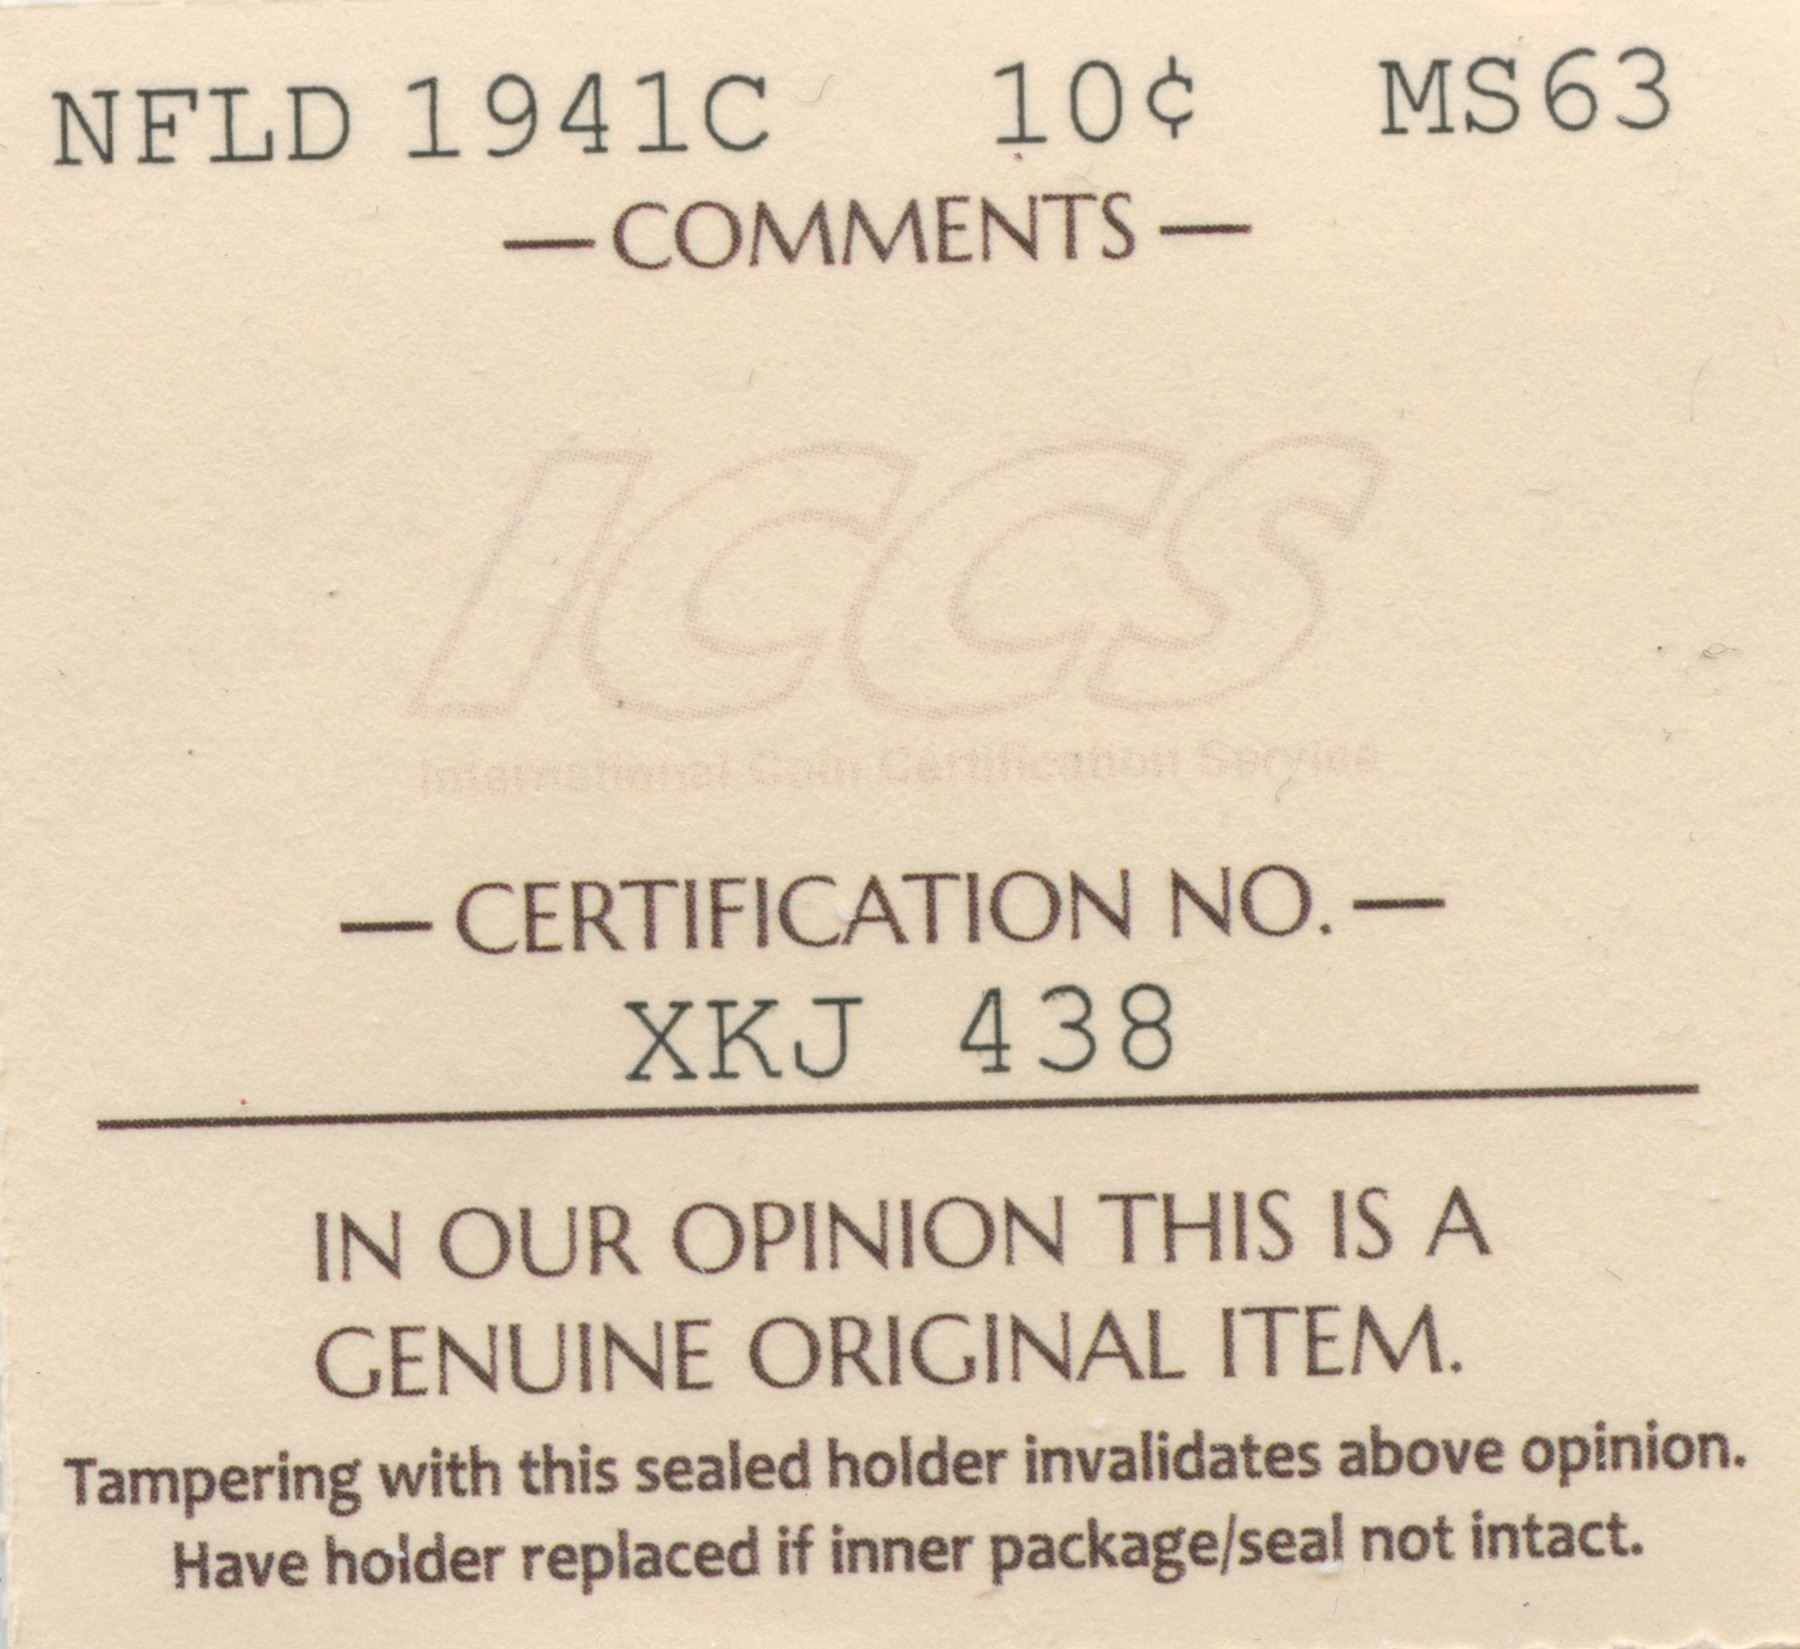 NFLD 1941C 10¢ MS63
—COMMENTS—
ICCS
International Coin Certification Service
—CERTIFICATION NO.—
XKJ 438
IN OUR OPINION THIS IS A
GENUINE ORIGINAL ITEM.
Tampering with this sealed holder invalidates above opinion.
Have holder replaced if inner package/seal not intact.